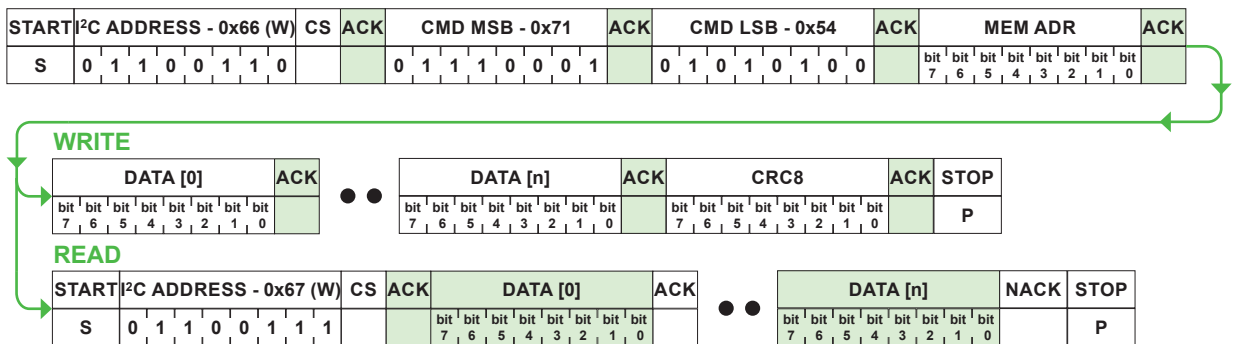 START I²C ADDRESS - 0x66 (W) CS ACK CMD MSB - 0x71 ACK CMD LSB - 0x54 ACK MEM ADR ACK
S 0 1 1 0 0 1 1 0 0 1 1 1 0 0 0 1 0 1 0 1 0 1 0 0 bit 7 bit 6 bit 5 bit 4 bit 3 bit 2 bit 1 bit 0
WRITE
DATA [0] ACK DATA [n] ACK CRC8 ACK STOP
bit 7 bit 6 bit 5 bit 4 bit 3 bit 2 bit 1 bit 0 bit 7 bit 6 bit 5 bit 4 bit 3 bit 2 bit 1 bit 0 bit 7 bit 6 bit 5 bit 4 bit 3 bit 2 bit 1 bit 0 P
READ
START I²C ADDRESS - 0x67 (W) CS ACK DATA [0] ACK DATA [n] NACK STOP
S 0 1 1 0 0 1 1 1 bit 7 bit 6 bit 5 bit 4 bit 3 bit 2 bit 1 bit 0 bit 7 bit 6 bit 5 bit 4 bit 3 bit 2 bit 1 bit 0 P